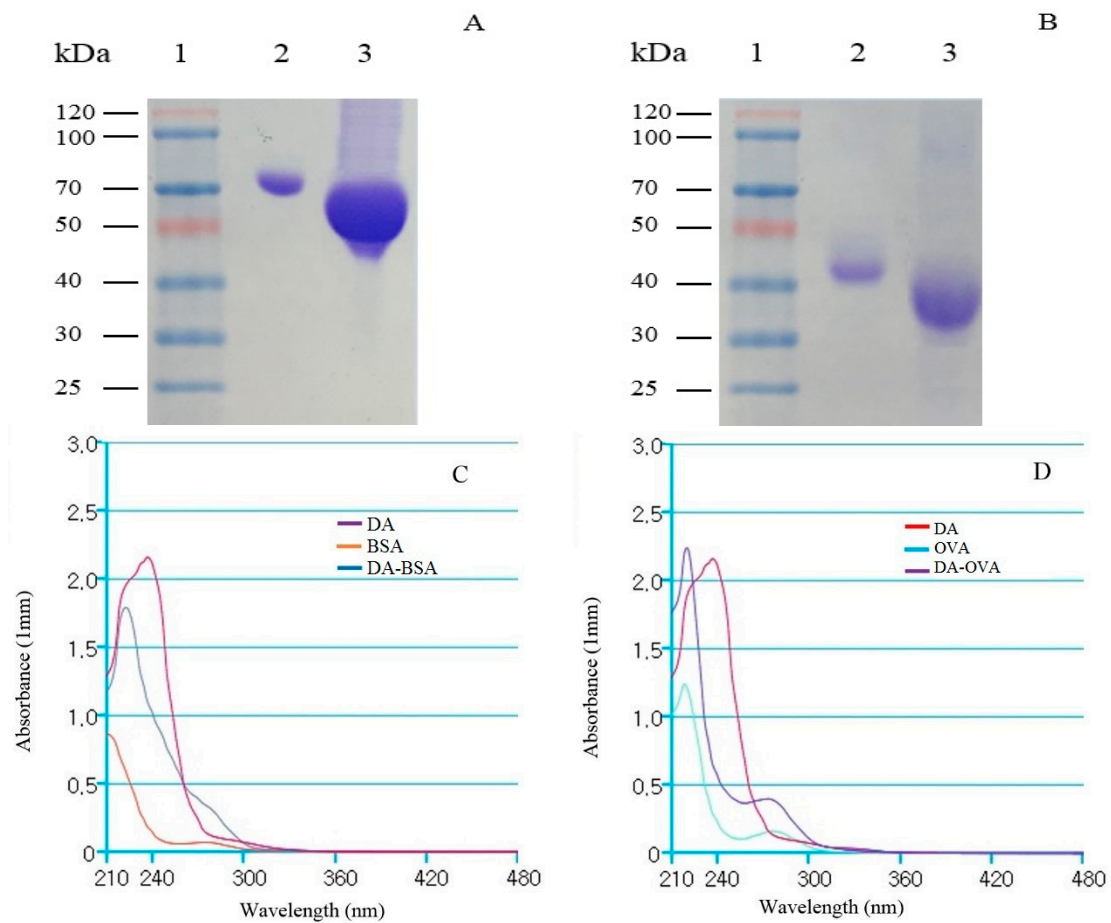 A
kDa 1 2 3
120
100
70
50
40
30
25
B
kDa 1 2 3
120
100
70
50
40
30
25
C
3.0
2.5
2.0
1.5
1.0
0.5
0
210 240 300 360 420 480
DA
BSA
DA-BSA
Absorbance (1mm)
Wavelength (nm)
D
3.0
2.5
2.0
1.5
1.0
0.5
0
210 240 300 360 420 480
DA
OVA
DA-OVA
Absorbance (1mm)
Wavelength (nm)